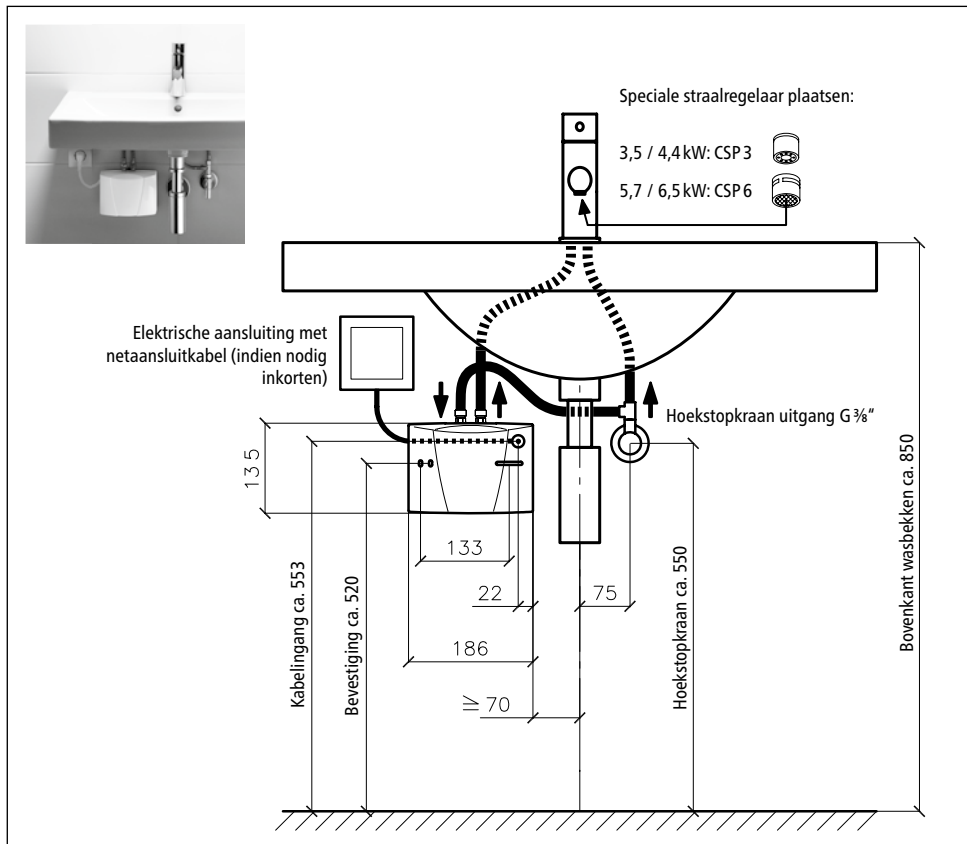 Speciale straalregelaar plaatsen:
3,5 / 4,4 kW: CSP 3
5,7 / 6,5 kW: CSP 6
Elektrische aansluiting met
netaansluitkabel (indien nodig
inkorten)
Hoekstopkraan uitgang G ⅜“
135
133
22
75
186
≥ 70
Kabelingang ca. 553
Bevestiging ca. 520
Hoekstopkraan ca. 550
Bovenkant wasbekken ca. 850